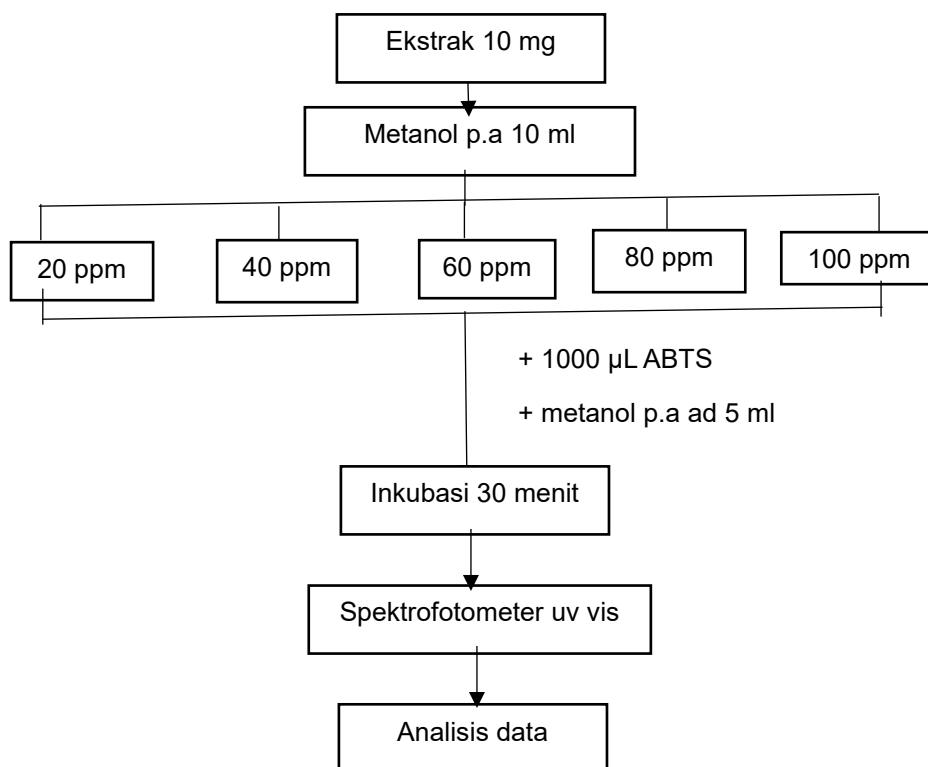 Ekstrak 10 mg
Metanol p.a 10 ml
20 ppm
40 ppm
60 ppm
80 ppm
100 ppm
+ 1000 µL ABTS
+ metanol p.a ad 5 ml
Inkubasi 30 menit
Spektrofotometer uv vis
Analisis data